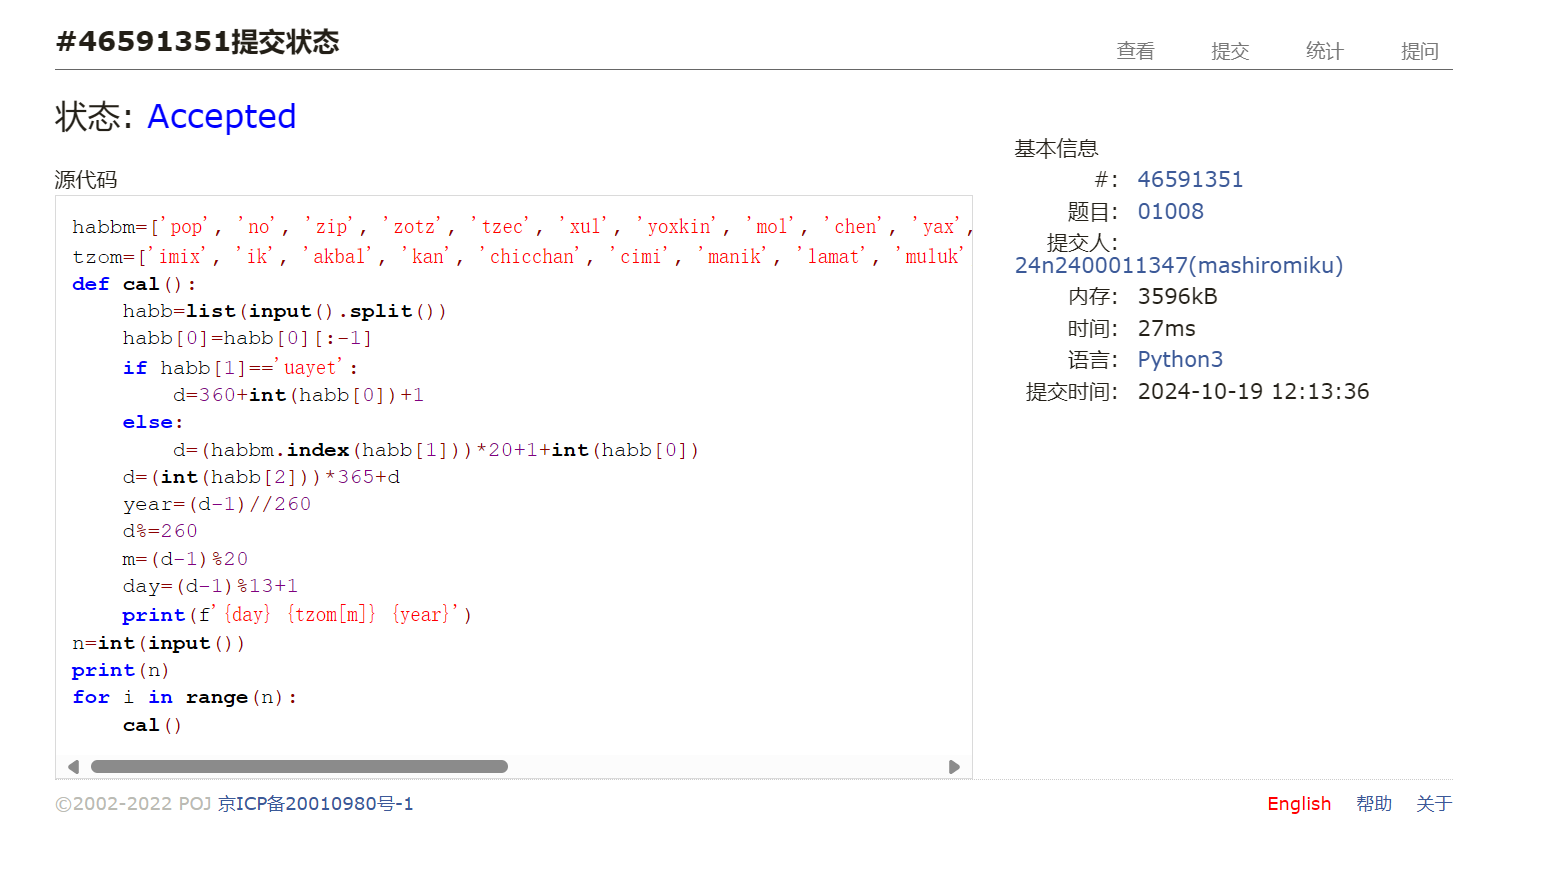 #46591351提交状态
查看 提交 统计 提问
状态: Accepted
源代码
habbm=['pop', 'no', 'zip', 'zotz', 'tzec', 'xul', 'yoxkin', 'mol', 'chen', 'yax',
tzom=['imix', 'ik', 'akbal', 'kan', 'chicchan', 'cimi', 'manik', 'lamat', 'muluk'
def cal():
    habb=list(input().split())
    habb[0]=habb[0][:-1]
    if habb[1]=='uayet':
        d=360+int(habb[0])+1
    else:
        d=(habbm.index(habb[1]))*20+1+int(habb[0])
    d=(int(habb[2]))*365+d
    year=(d-1)//260
    d%=260
    m=(d-1)%20
    day=(d-1)%13+1
    print(f'{day} {tzom[m]} {year}')
n=int(input())
print(n)
for i in range(n):
    cal()
基本信息
#: 46591351
题目: 01008
提交人:
24n2400011347(mashiromiku)
内存: 3596kB
时间: 27ms
语言: Python3
提交时间: 2024-10-19 12:13:36
©2002-2022 POJ 京ICP备20010980号-1
English 帮助 关于